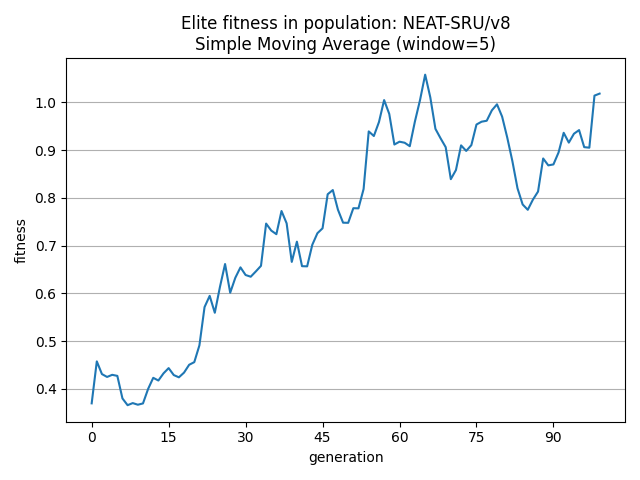 Elite fitness in population: NEAT-SRU/v8
Simple Moving Average (window=5)
fitness
1.0
0.9
0.8
0.7
0.6
0.5
0.4
0 15 30 45 60 75 90
generation